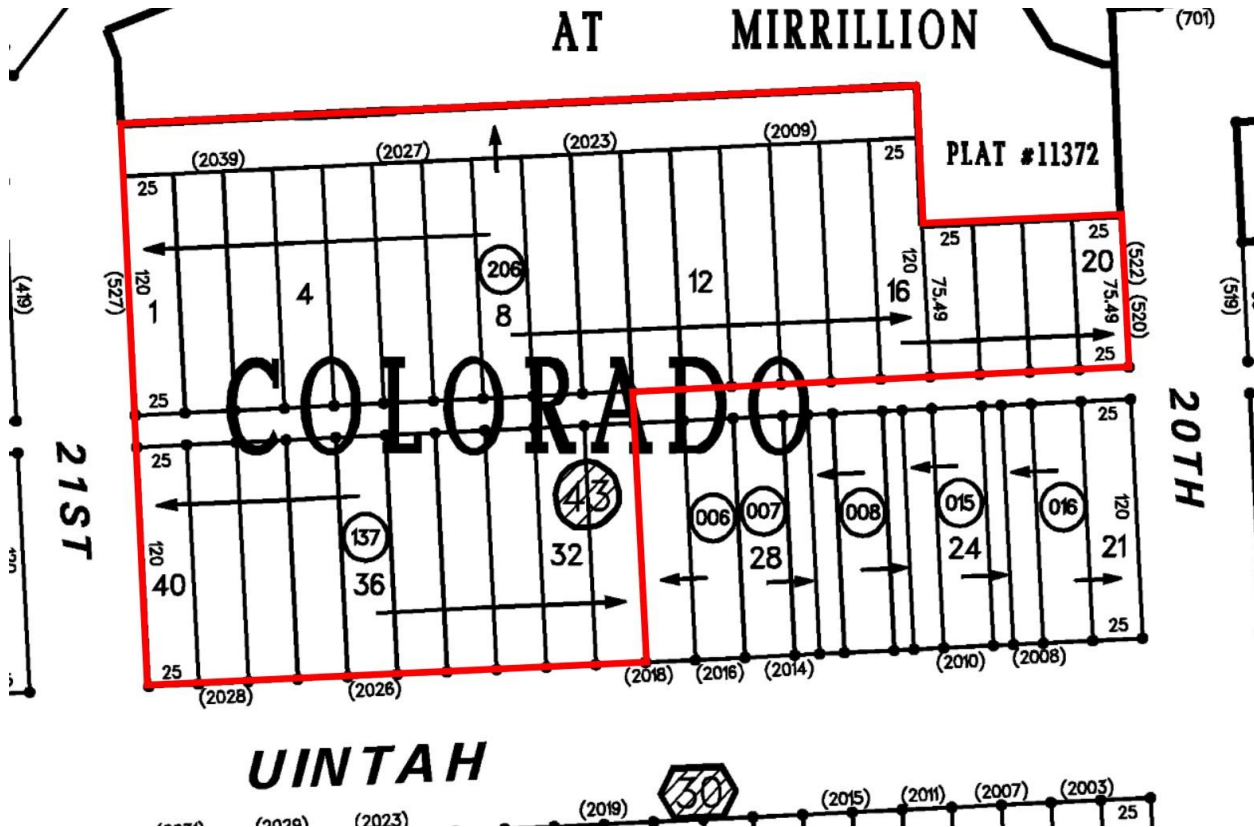 AT MIRRILLION
(701)
PLAT #11372
(2039) (2027) (2023) (2009)
25 25 25 25
(419) (527) 120 1 4 206 8 12 16 120 75.49 20 75.49 (522) (520) (519)
25 25
COLORADO
25 25
21ST 20TH
43
137 006 007 008 015 016
120 40 36 32 28 24 21 120
25 25
(2028) (2026) (2018) (2016) (2014) (2010) (2008)
UINTAH
30
(2029) (2023) (2019) (2015) (2011) (2007) (2003)
25